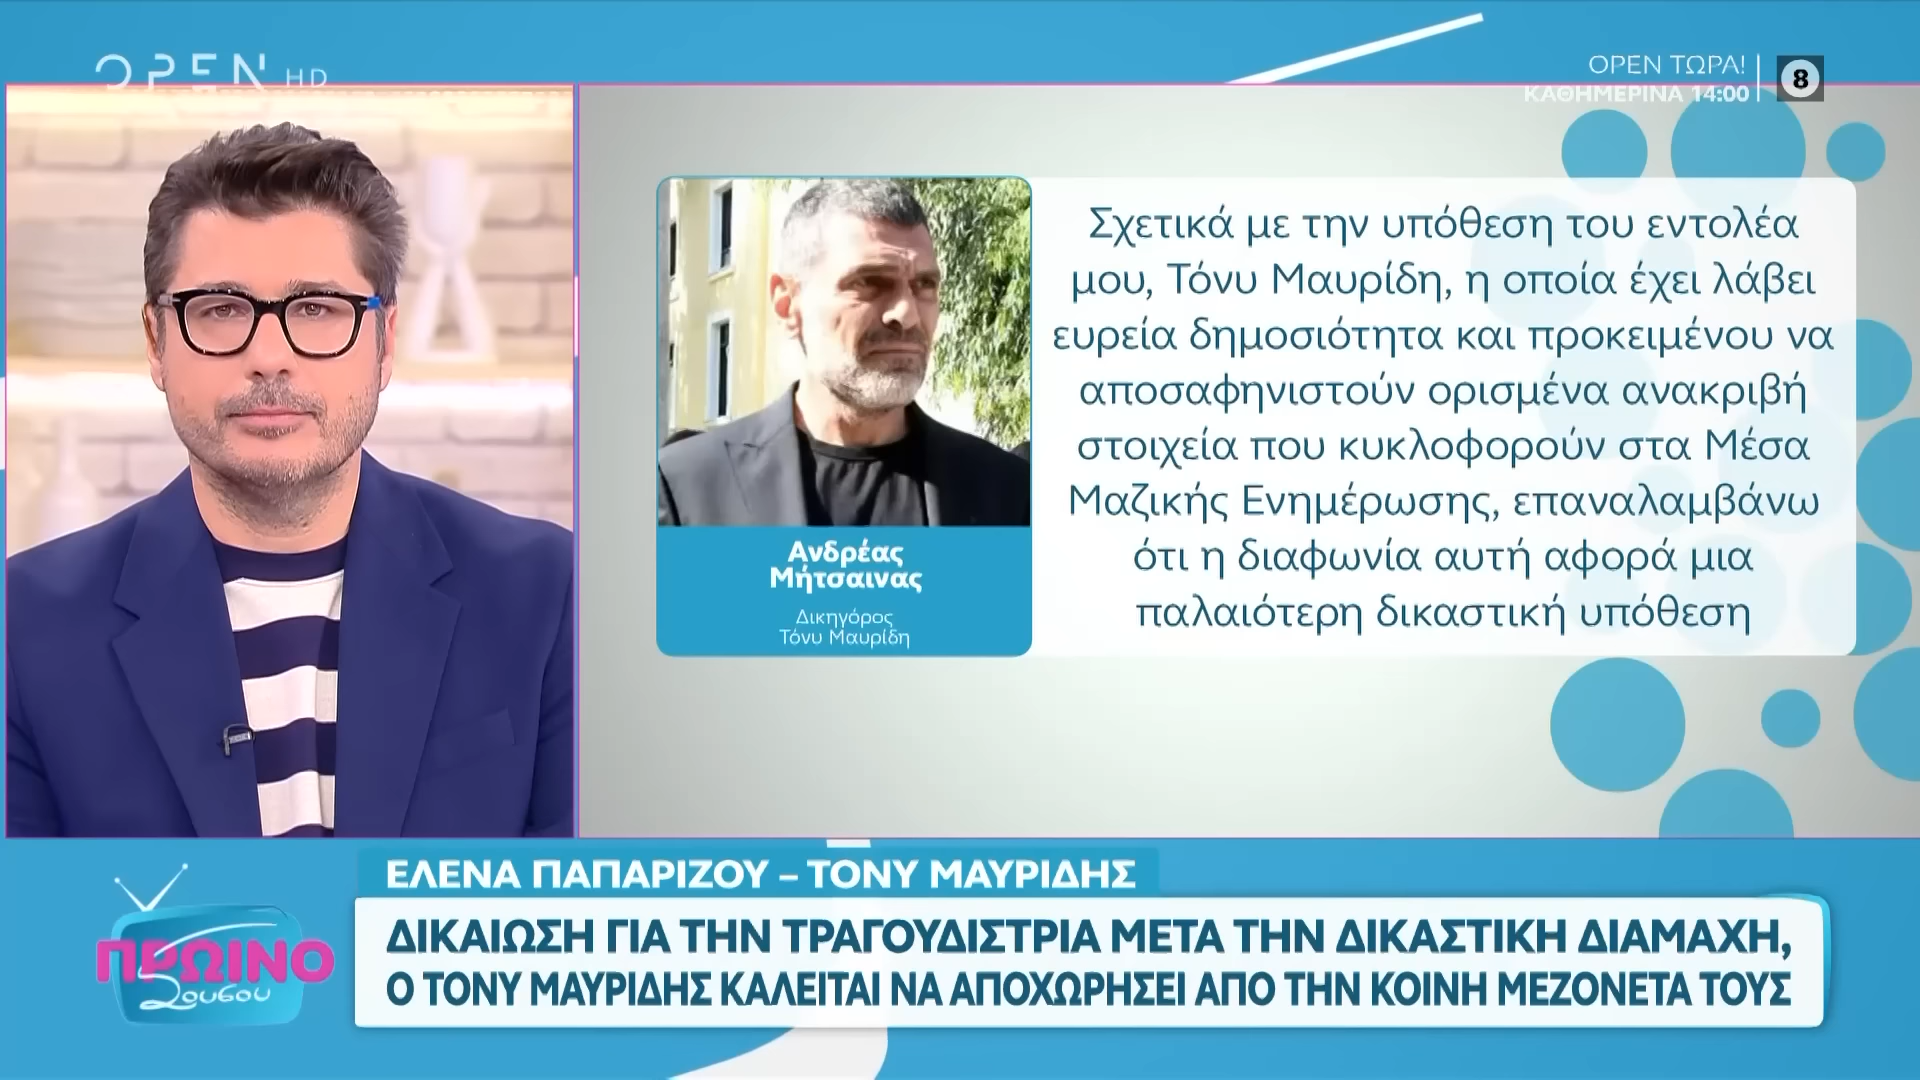 OPEN HD
OPEN ΤΩΡΑ!
ΚΑΘΗΜΕΡΙΝΑ 14:00
8
Σχετικά με την υπόθεση του εντολέα
μου, Τόνυ Μαυρίδη, η οποία έχει λάβει
ευρεία δημοσιότητα και προκειμένου να
αποσαφηνιστούν ορισμένα ανακριβή
στοιχεία που κυκλοφορούν στα Μέσα
Μαζικής Ενημέρωσης, επαναλαμβάνω
ότι η διαφωνία αυτή αφορά μια
παλαιότερη δικαστική υπόθεση
Ανδρέας
Μήτσαινας
Δικηγόρος
Τόνυ Μαυρίδη
ΕΛΕΝΑ ΠΑΠΑΡΙΖΟΥ – ΤΟΝΥ ΜΑΥΡΙΔΗΣ
ΔΙΚΑΙΩΣΗ ΓΙΑ ΤΗΝ ΤΡΑΓΟΥΔΙΣΤΡΙΑ ΜΕΤΑ ΤΗΝ ΔΙΚΑΣΤΙΚΗ ΔΙΑΜΑΧΗ,
Ο ΤΟΝΥ ΜΑΥΡΙΔΗΣ ΚΑΛΕΙΤΑΙ ΝΑ ΑΠΟΧΩΡΗΣΕΙ ΑΠΟ ΤΗΝ ΚΟΙΝΗ ΜΕΖΟΝΕΤΑ ΤΟΥΣ
ΠΡΩΙΝΟ
Σουσου